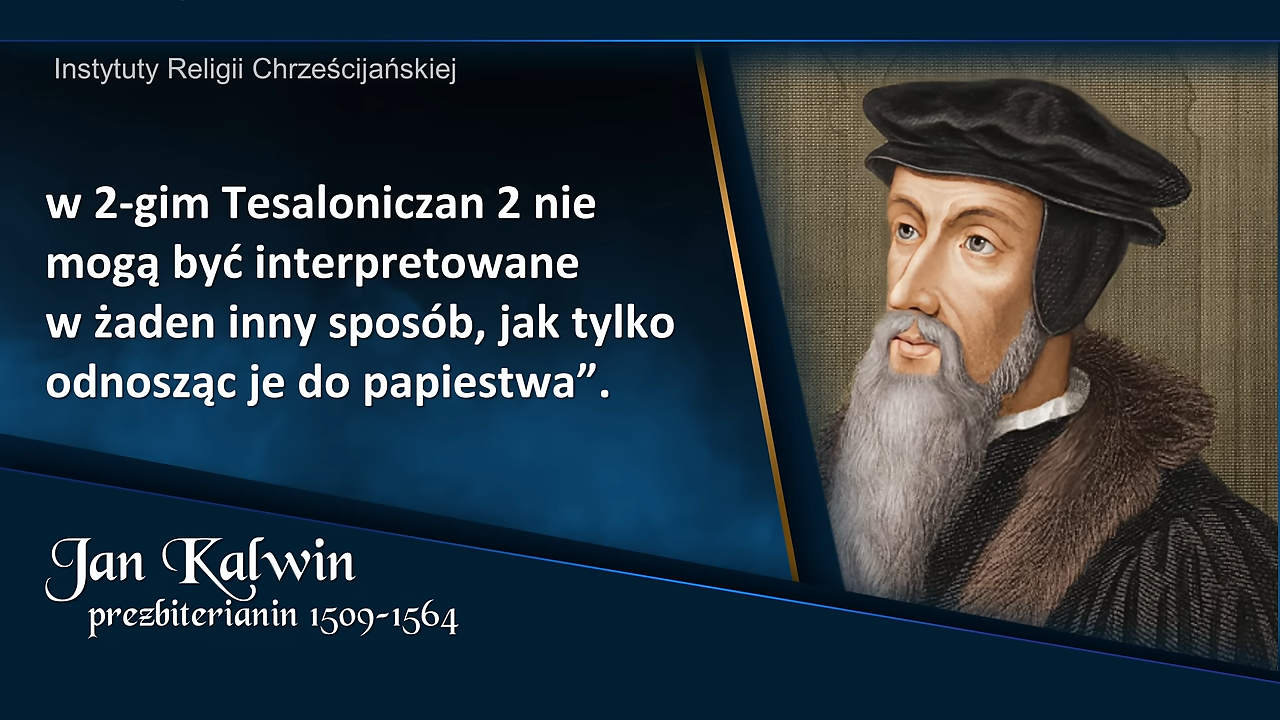 Instytuty Religii Chrześcijańskiej
w 2-gim Tesaloniczan 2 nie
mogą być interpretowane
w żaden inny sposób, jak tylko
odnosząc je do papiestwa”.
Jan Kalwin
prezbiterianin 1509-1564